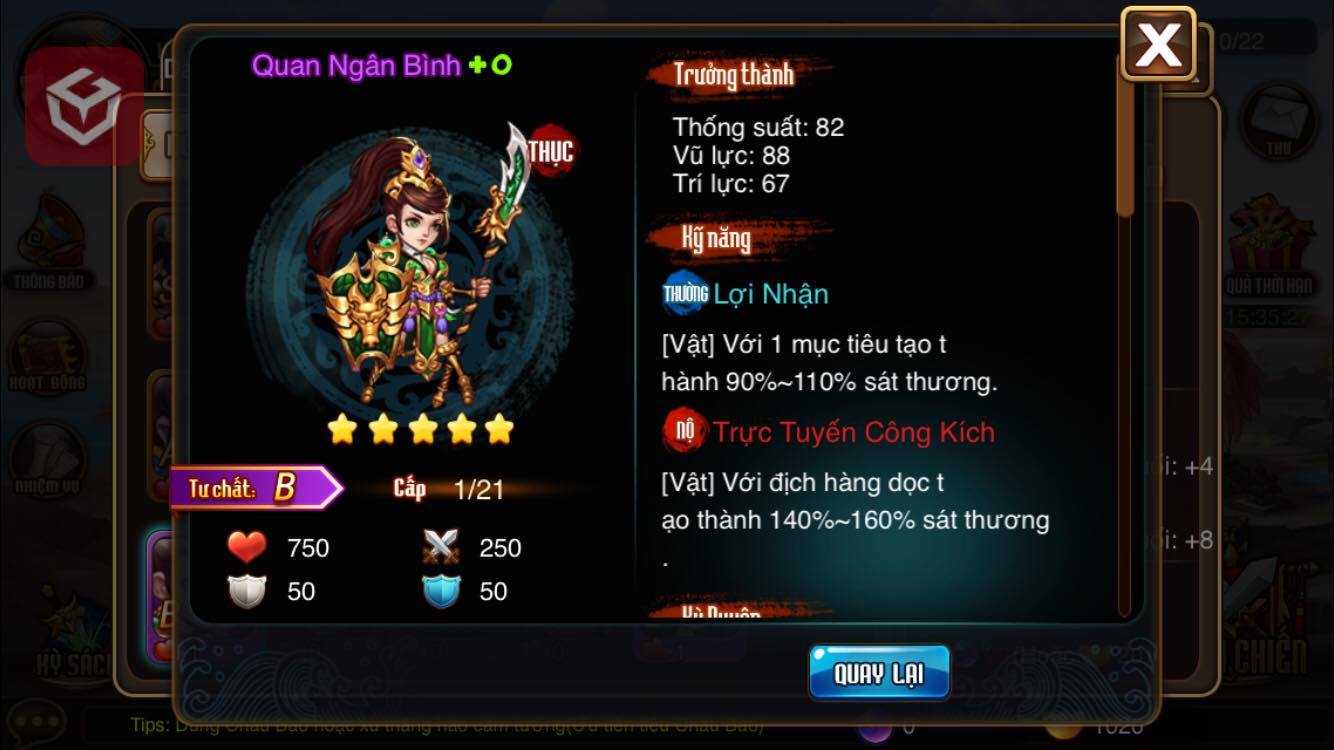 Quan Ngân Bình +0
THỤC
Tư chất: B
Cấp 1/21
750
250
50
50
Trưởng thành
Thống suất: 82
Vũ lực: 88
Trí lực: 67
Kỹ năng
THƯỜNG Lợi Nhận
[Vật] Với 1 mục tiêu tạo t
hành 90%~110% sát thương.
NỘ Trực Tuyến Công Kích
[Vật] Với địch hàng dọc t
ạo thành 140%~160% sát thương
.
QUAY LẠI
X
0/22
THƯ
THÔNG BÁO
HOẠT ĐỘNG
NHIỆM VỤ
KỲ SÁCH
QUÀ THỜI HẠN
15:35:27
: +4
: +8
CHIẾN
Tips:
0
1020